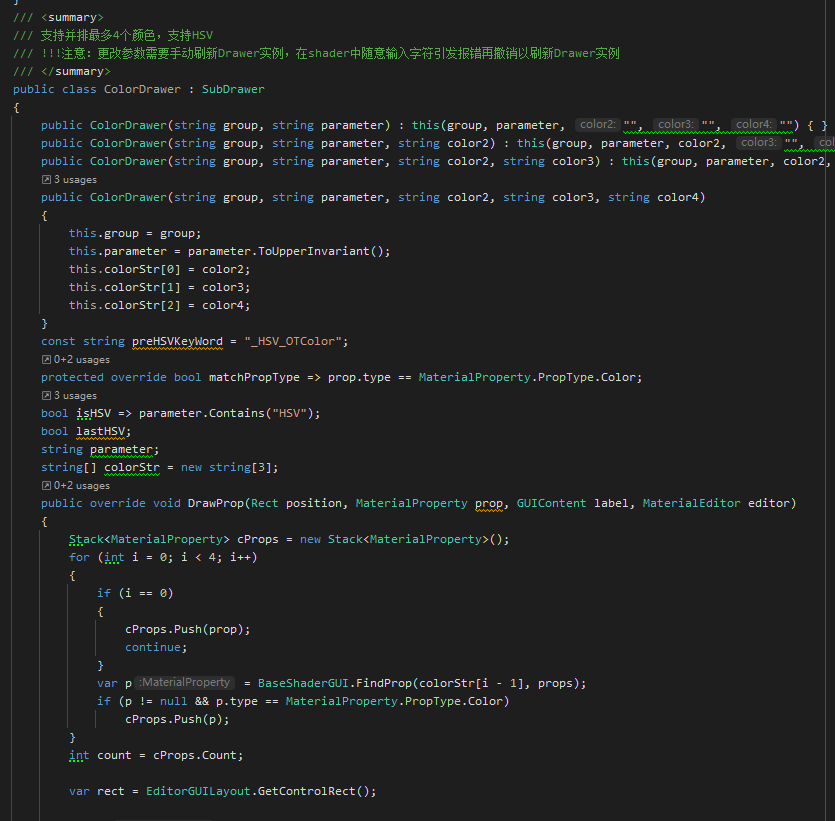 }
/// <summary>
/// 支持并排最多4个颜色，支持HSV
/// !!!注意: 更改参数需要手动刷新Drawer实例，在shader中随意输入字符引发报错再撤销以刷新Drawer实例
/// </summary>
public class ColorDrawer : SubDrawer
{
public ColorDrawer(string group, string parameter) : this(group, parameter, color2: "", color3: "", color4: "") { }
public ColorDrawer(string group, string parameter, string color2) : this(group, parameter, color2, color3: "", col
public ColorDrawer(string group, string parameter, string color2, string color3) : this(group, parameter, color2,
3 usages
public ColorDrawer(string group, string parameter, string color2, string color3, string color4)
{
this.group = group;
this.parameter = parameter.ToUpperInvariant();
this.colorStr[0] = color2;
this.colorStr[1] = color3;
this.colorStr[2] = color4;
}
const string preHSVKeyWord = "_HSV_OTColor";
0+2 usages
protected override bool matchPropType => prop.type == MaterialProperty.PropType.Color;
3 usages
bool isHSV => parameter.Contains("HSV");
bool lastHSV;
string parameter;
string[] colorStr = new string[3];
0+2 usages
public override void DrawProp(Rect position, MaterialProperty prop, GUIContent label, MaterialEditor editor)
{
Stack<MaterialProperty> cProps = new Stack<MaterialProperty>();
for (int i = 0; i < 4; i++)
{
if (i == 0)
{
cProps.Push(prop);
continue;
}
var p :MaterialProperty = BaseShaderGUI.FindProp(colorStr[i - 1], props);
if (p != null && p.type == MaterialProperty.PropType.Color)
cProps.Push(p);
}
int count = cProps.Count;
var rect = EditorGUILayout.GetControlRect();